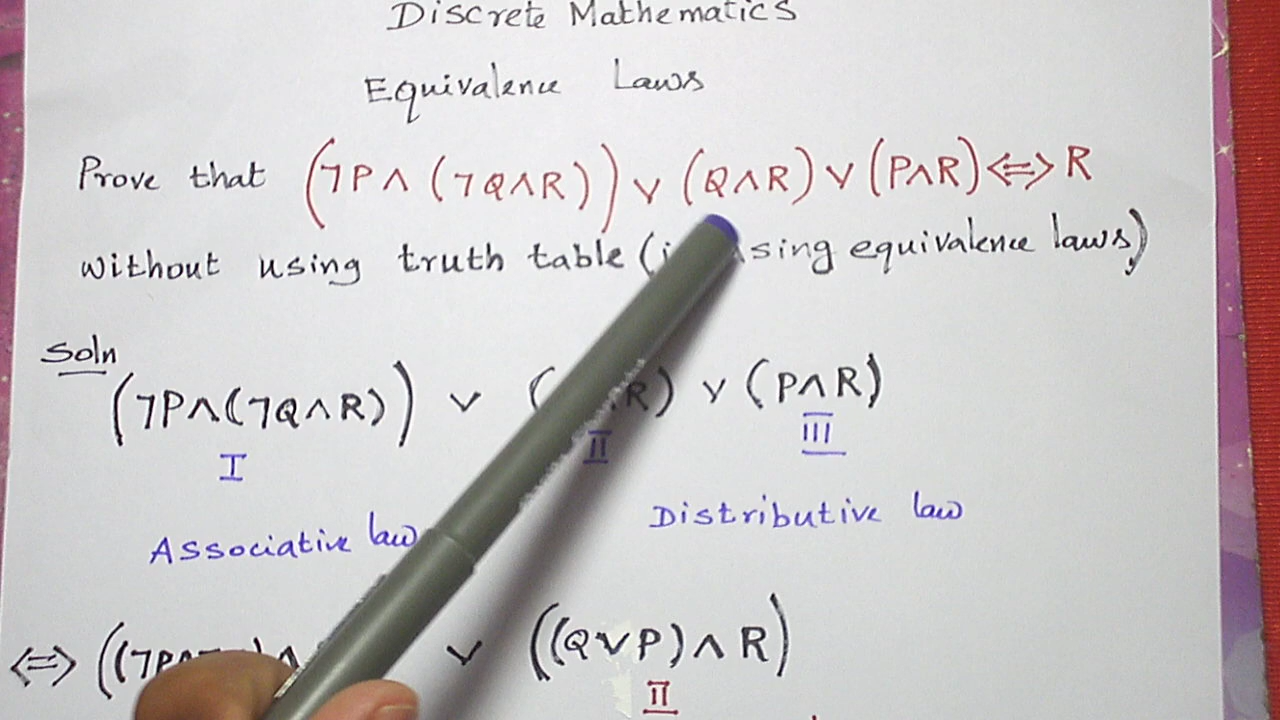 Discrete Mathematics
Equivalence Laws
Prove that (¬P∧(¬Q∧R))∨(Q∧R)∨(P∧R)⇔R
without using truth table (using equivalence laws)
Soln
(¬P∧(¬Q∧R)) ∨ (R) ∨ (P∧R)
I II III
Associative law Distributive law
⇔ ((¬P∧ ∨ ((Q∨P)∧R)
II